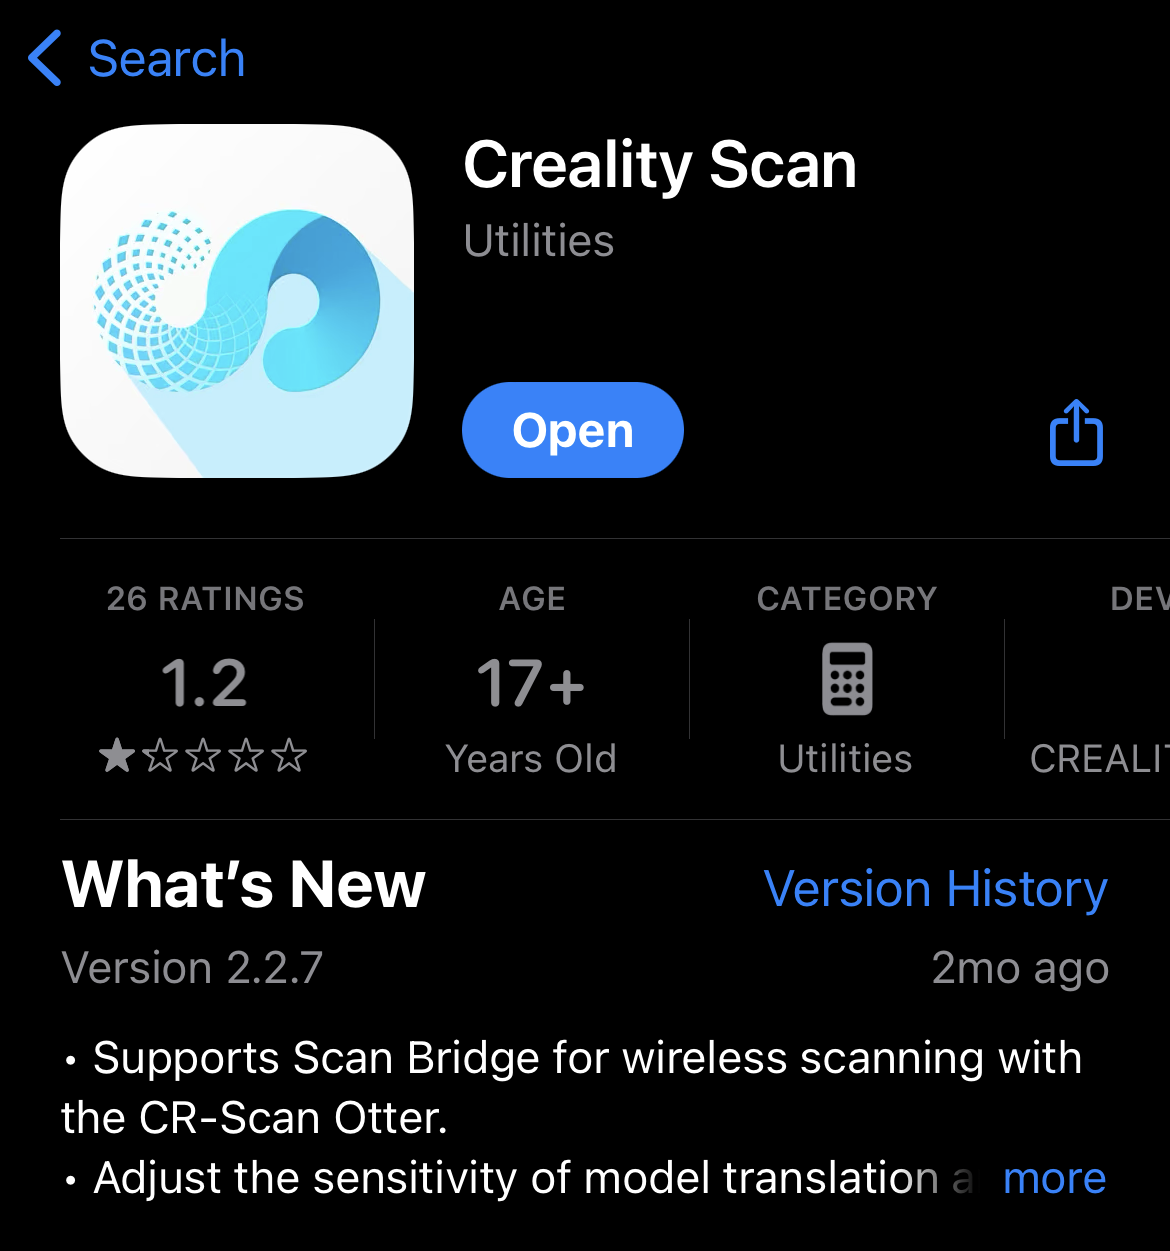 Search
Creality Scan
Utilities
Open
26 RATINGS
1.2
AGE
17+
Years Old
CATEGORY
Utilities
DEV
CREALIT
What's New
Version History
Version 2.2.7
2mo ago
• Supports Scan Bridge for wireless scanning with
the CR-Scan Otter.
• Adjust the sensitivity of model translation a more